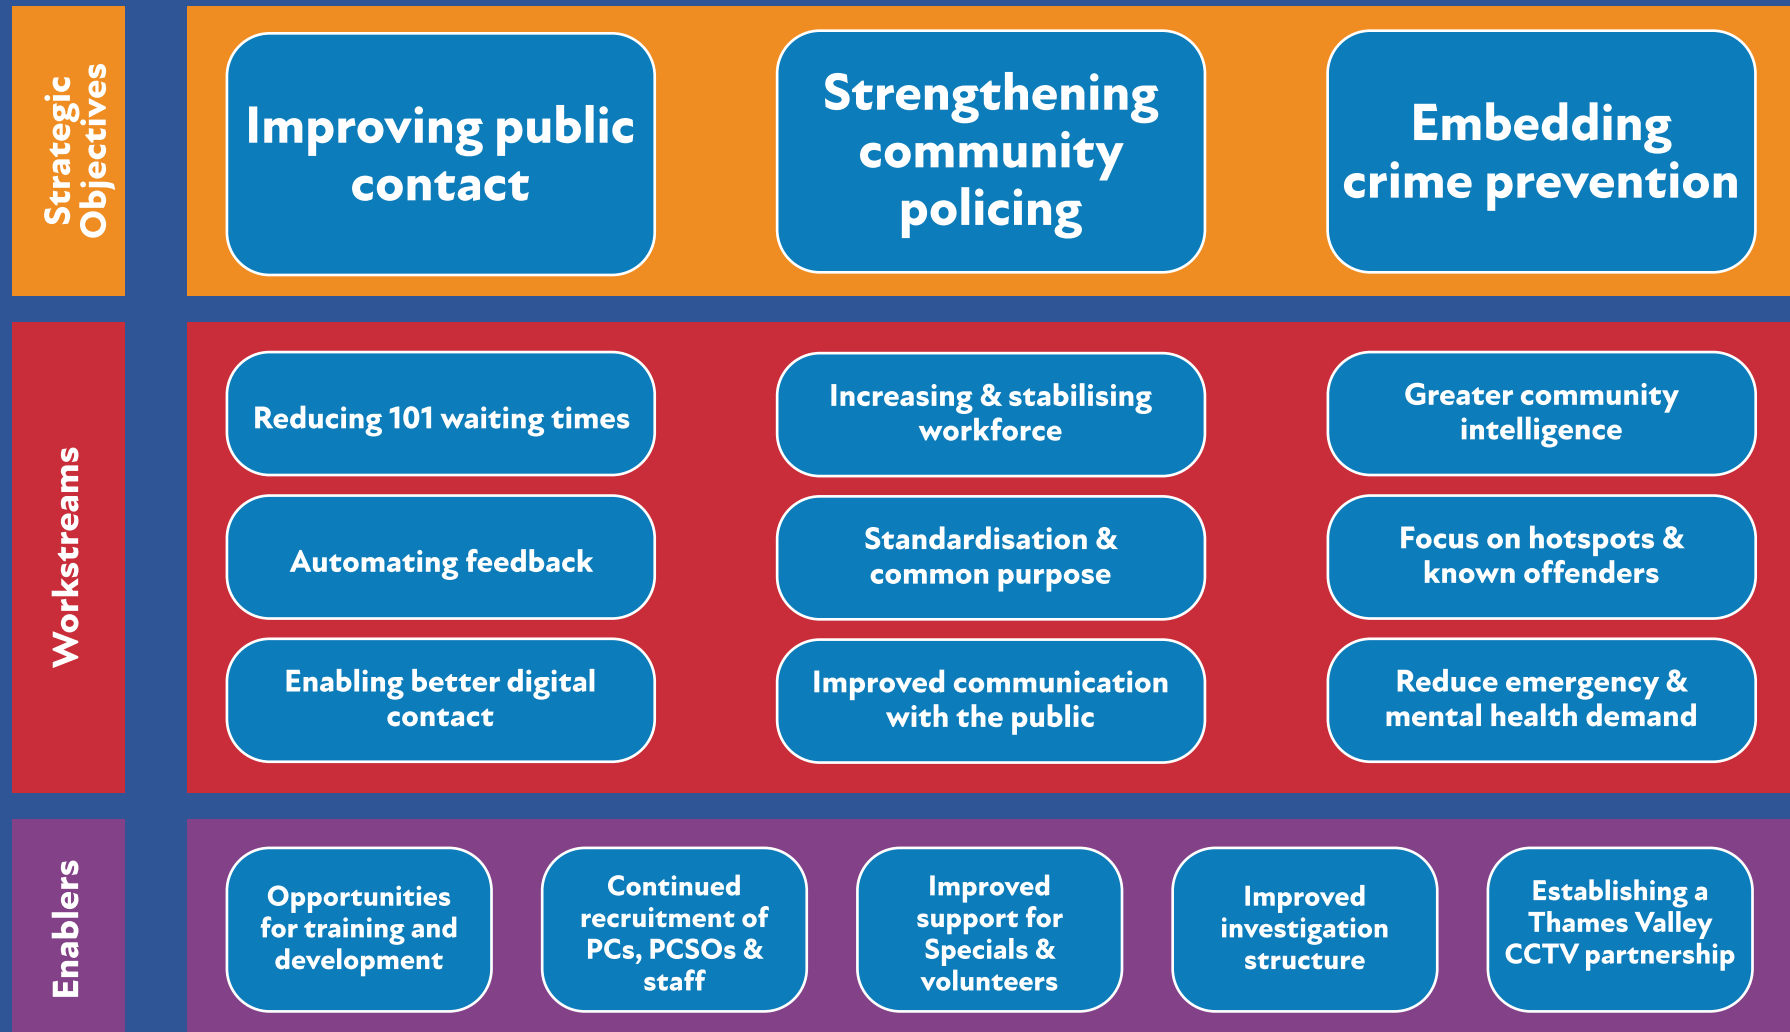 Strategic
Objectives
Improving public
contact
Strengthening
community
policing
Embedding
crime prevention
Workstreams
Reducing 101 waiting times
Increasing & stabilising
workforce
Greater community
intelligence
Automating feedback
Standardisation &
common purpose
Focus on hotspots &
known offenders
Enabling better digital
contact
Improved communication
with the public
Reduce emergency &
mental health demand
Enablers
Opportunities
for training and
development
Continued
recruitment of
PCs, PCSOs &
staff
Improved
support for
Specials &
volunteers
Improved
investigation
structure
Establishing a
Thames Valley
CCTV partnership